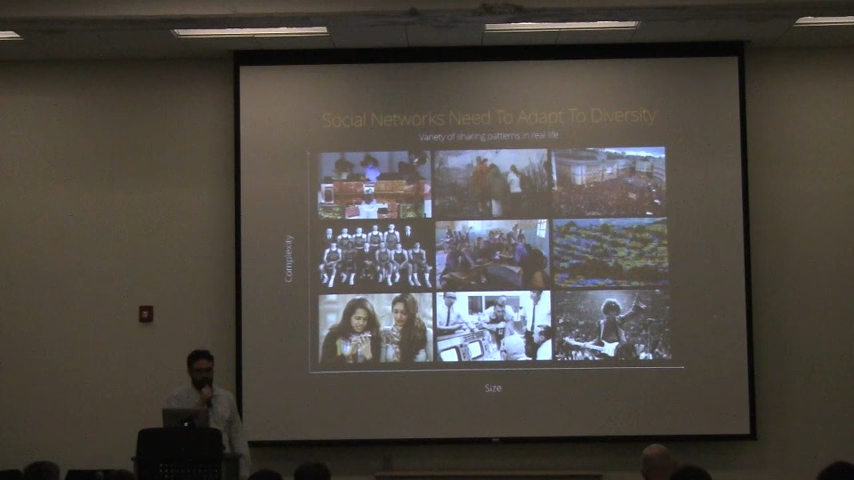 Social Networks Need To Adapt To Diversity
Variety of sharing patterns in real life
Complexity
Size